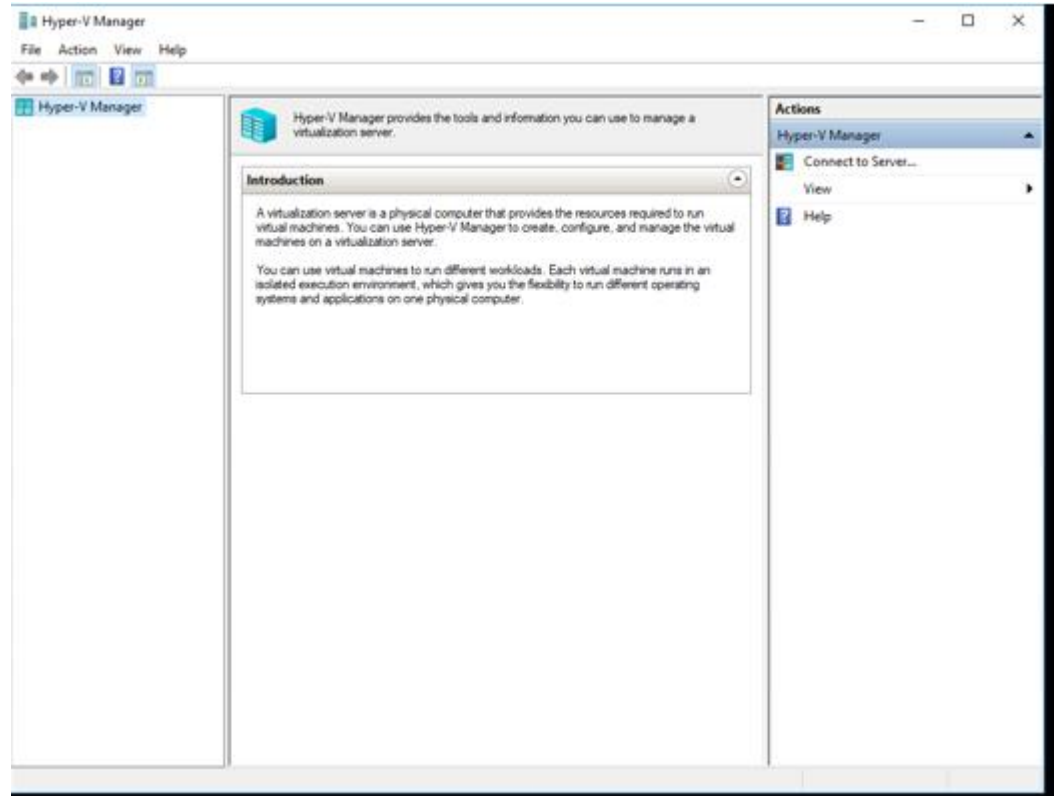 Hyper-V Manager
File Action View Help
Hyper-V Manager
Hyper-V Manager provides the tools and information you can use to manage a
virtualization server.
Introduction
A virtualization server is a physical computer that provides the resources required to run
virtual machines. You can use Hyper-V Manager to create, configure, and manage the virtual
machines on a virtualization server.
You can use virtual machines to run different workloads. Each virtual machine runs in an
isolated execution environment, which gives you the flexibility to run different operating
systems and applications on one physical computer.
Actions
Hyper-V Manager
Connect to Server...
View
Help